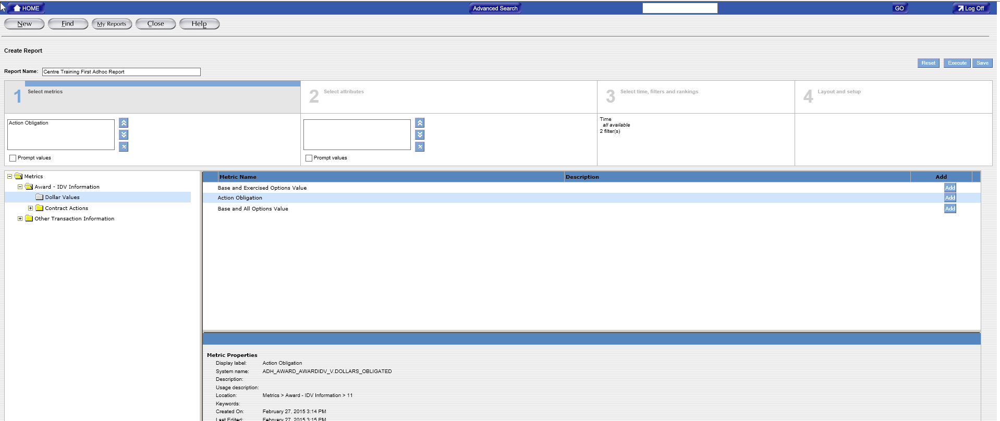 HOME Advanced Search GO Log Off
New Find My Reports Close Help
Create Report
Reset Execute Save
Report Name: Centre Training First Adhoc Report
1 Select metrics
2 Select attributes
3 Select time, filters and rankings
4 Layout and setup
Action Obligation
Prompt values
Prompt values
Time
all available
2 filter(s)
Metrics
Award - IDV Information
Dollar Values
Contract Actions
Other Transaction Information
Metric Name Description Add
Base and Exercised Options Value Add
Action Obligation Add
Base and All Options Value Add
Metric Properties
Display label: Action Obligation
System name: ADH_AWARD_AWARDIDV_V.DOLLARS_OBLIGATED
Description:
Usage description:
Location: Metrics > Award - IDV Information > 11
Keywords:
Created On: February 27, 2015 3:14 PM
Last Edited: February 27, 2015 3:15 PM